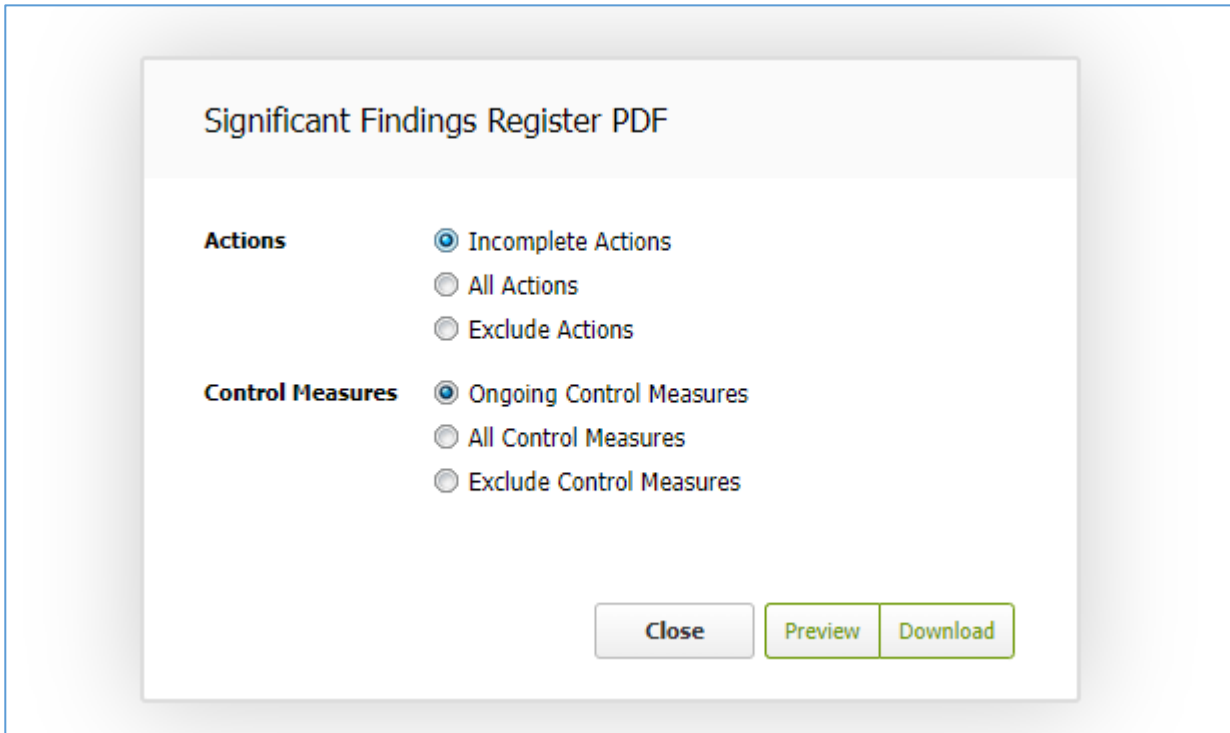 Significant Findings Register PDF
Actions
Incomplete Actions
All Actions
Exclude Actions
Control Measures
Ongoing Control Measures
All Control Measures
Exclude Control Measures
Close
Preview
Download